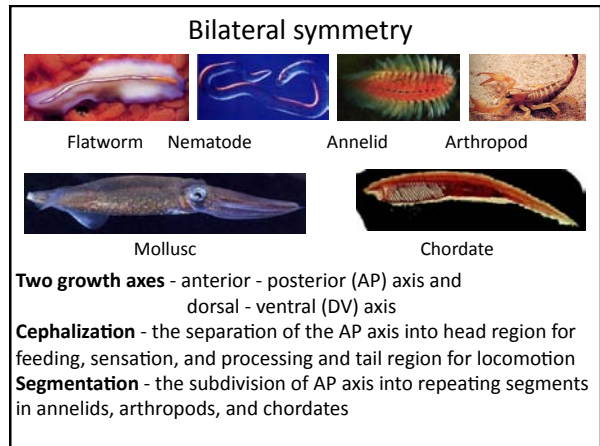 Bilateral symmetry
Flatworm Nematode Annelid Arthropod
Mollusc Chordate
Two growth axes - anterior - posterior (AP) axis and
dorsal - ventral (DV) axis
Cephalization - the separation of the AP axis into head region for
feeding, sensation, and processing and tail region for locomotion
Segmentation - the subdivision of AP axis into repeating segments
in annelids, arthropods, and chordates